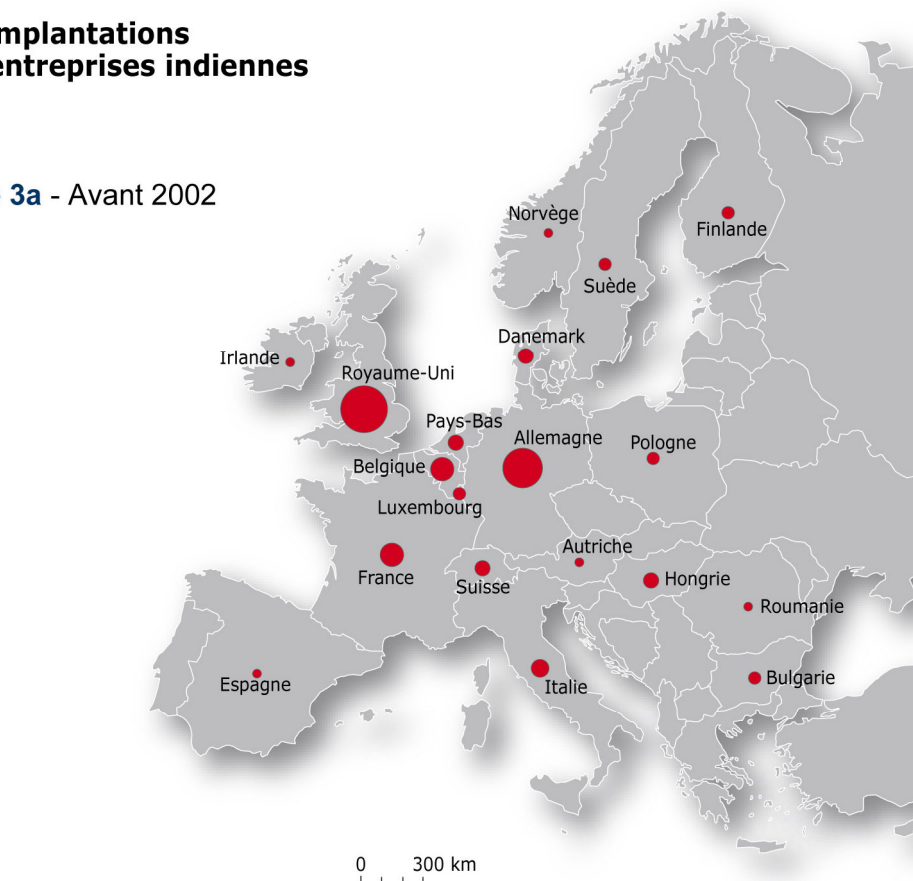 mplantations
entreprises indiennes
3a - Avant 2002
Norvège
Finlande
Suède
Danemark
Irlande
Royaume-Uni
Pays-Bas
Allemagne
Pologne
Belgique
Luxembourg
Autriche
France
Suisse
Hongrie
Roumanie
Bulgarie
Espagne
Italie
0 300 km